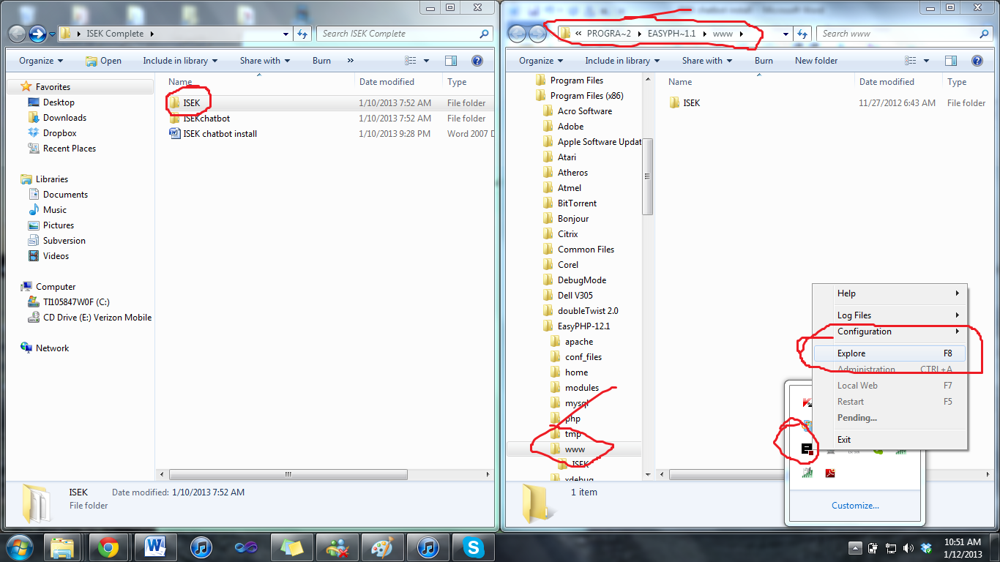 ISEK Complete
Search ISEK Complete
Organize
Open
Include in library
Share with
Burn
»
Favorites
Desktop
Downloads
Dropbox
Recent Places
Libraries
Documents
Music
Pictures
Subversion
Videos
Computer
TI105847W0F (C:)
CD Drive (E:) Verizon Mobile
Network
Name Date modified Type
ISEK 1/10/2013 7:52 AM File folder
ISEKchatbot 1/10/2013 7:52 AM File folder
ISEK chatbot install 1/10/2013 9:28 PM Word 2007 D
ISEK Date modified: 1/10/2013 7:52 AM
File folder
« PROGRA~2 EASYPH~1.1 www
Search www
Organize
Include in library
Share with
Burn
New folder
Program Files
Program Files (x86)
Acro Software
Adobe
Apple Software Updat
Atari
Atheros
Atmel
BitTorrent
Bonjour
Citrix
Common Files
Corel
DebugMode
Dell V305
doubleTwist 2.0
EasyPHP-12.1
apache
conf_files
home
modules
mysql
php
tmp
www
ISEK
xdebug
Name Date modified Type
ISEK 11/27/2012 6:43 AM File folder
1 item
Help
Log Files
Configuration
Explore F8
Administration CTRL+A
Local Web F7
Restart F5
Pending...
Exit
Customize...
10:51 AM
1/12/2013